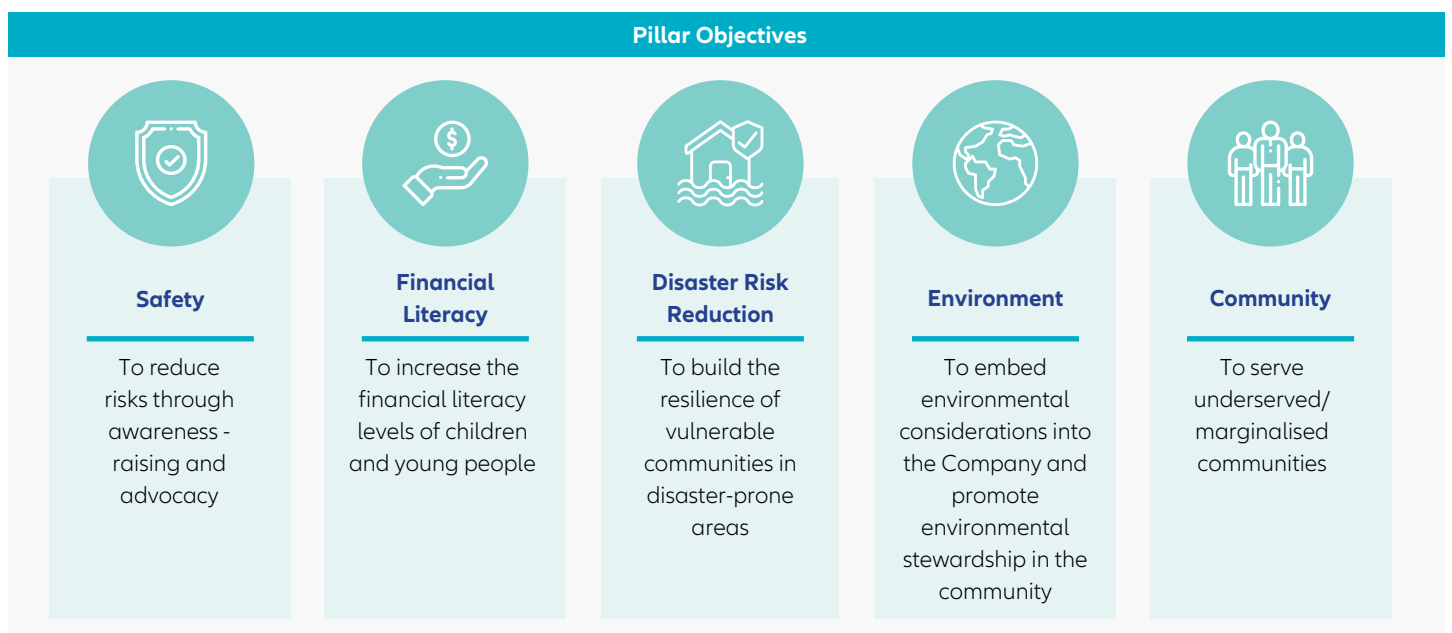 Pillar Objectives
Safety
To reduce
risks through
awareness -
raising and
advocacy
Financial
Literacy
To increase the
financial literacy
levels of children
and young people
Disaster Risk
Reduction
To build the
resilience of
vulnerable
communities in
disaster-prone
areas
Environment
To embed
environmental
considerations into
the Company and
promote
environmental
stewardship in the
community
Community
To serve
underserved/
marginalised
communities